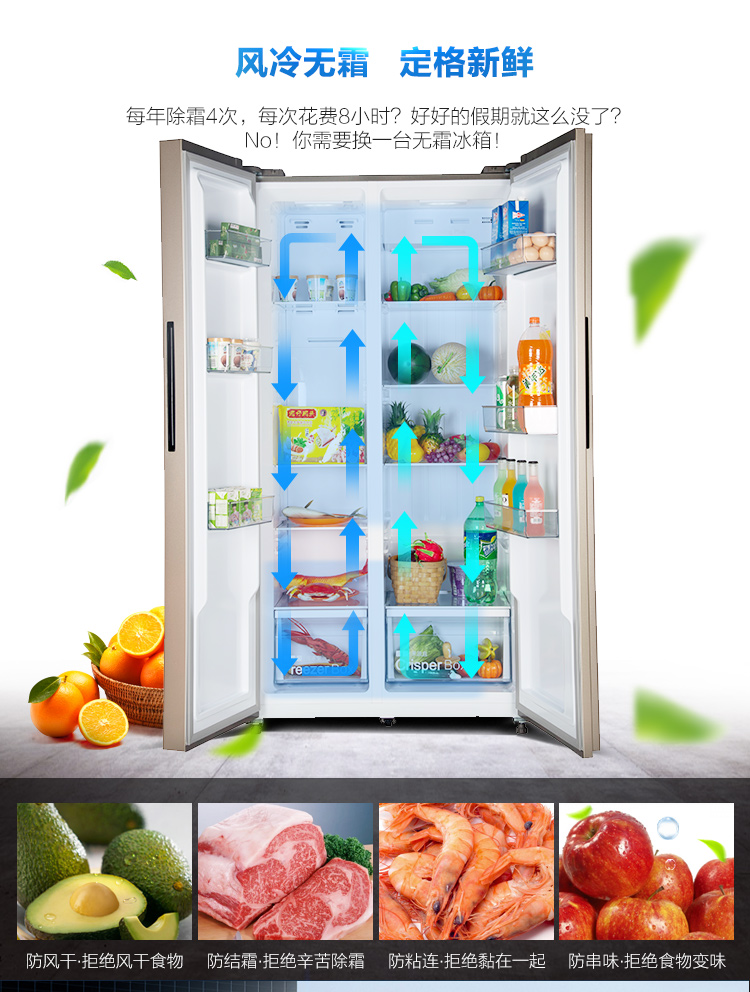 风冷无霜 定格新鲜
每年除霜4次，每次花费8小时？好好的假期就这么没了？
No！你需要换一台无霜冰箱！
Crisper Bo
防风干·拒绝风干食物
防结霜·拒绝辛苦除霜
防粘连·拒绝黏在一起
防串味·拒绝食物变味